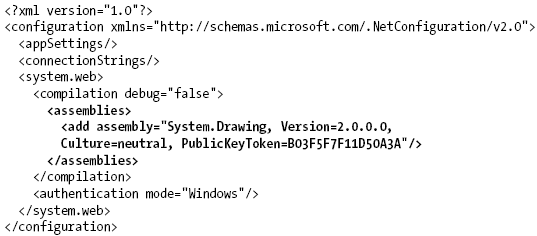 <?xml version="1.0"?>
<configuration xmlns="http://schemas.microsoft.com/.NetConfiguration/v2.0">
<appSettings/>
<connectionStrings/>
<system.web>
<compilation debug="false">
<assemblies>
<add assembly="System.Drawing, Version=2.0.0.0,
Culture=neutral, PublicKeyToken=B03F5F7F11D50A3A"/>
</assemblies>
</compilation>
<authentication mode="Windows"/>
</system.web>
</configuration>